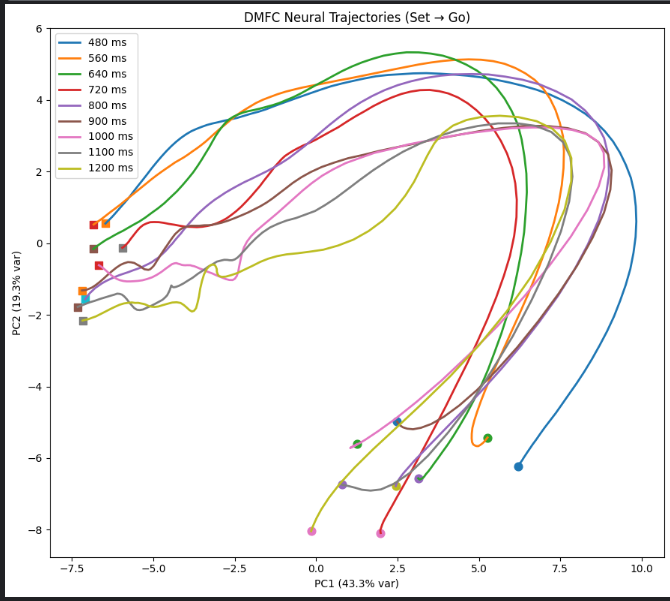 DMFC Neural Trajectories (Set → Go)
480 ms
560 ms
640 ms
720 ms
800 ms
900 ms
1000 ms
1100 ms
1200 ms
6
4
2
0
−2
−4
−6
−8
PC2 (19.3% var)
−7.5 −5.0 −2.5 0.0 2.5 5.0 7.5 10.0
PC1 (43.3% var)